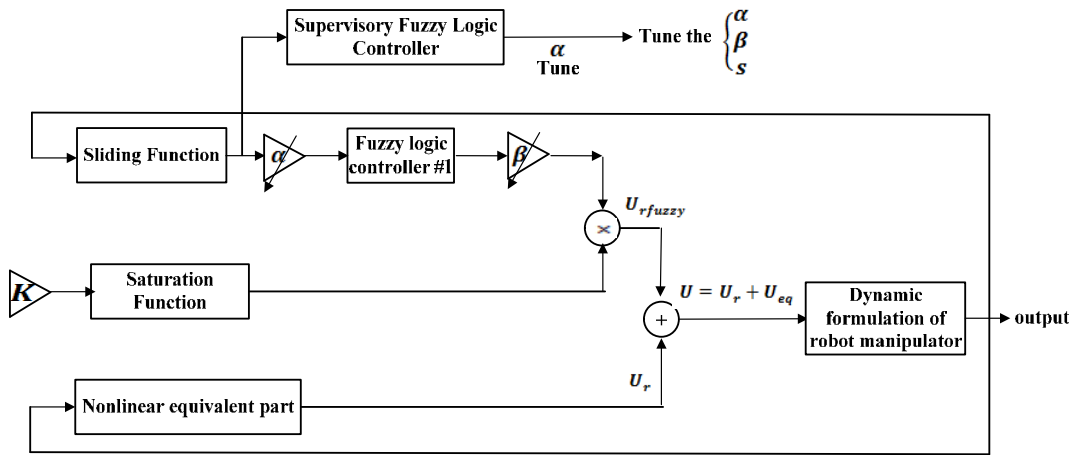 Supervisory Fuzzy Logic
Controller
α
Tune
Tune the { α
β
s
Sliding Function
α
Fuzzy logic
controller #1
β
U_rfuzzy
×
K
Saturation
Function
U = U_r + U_eq
+
Dynamic
formulation of
robot manipulator
output
U_r
Nonlinear equivalent part